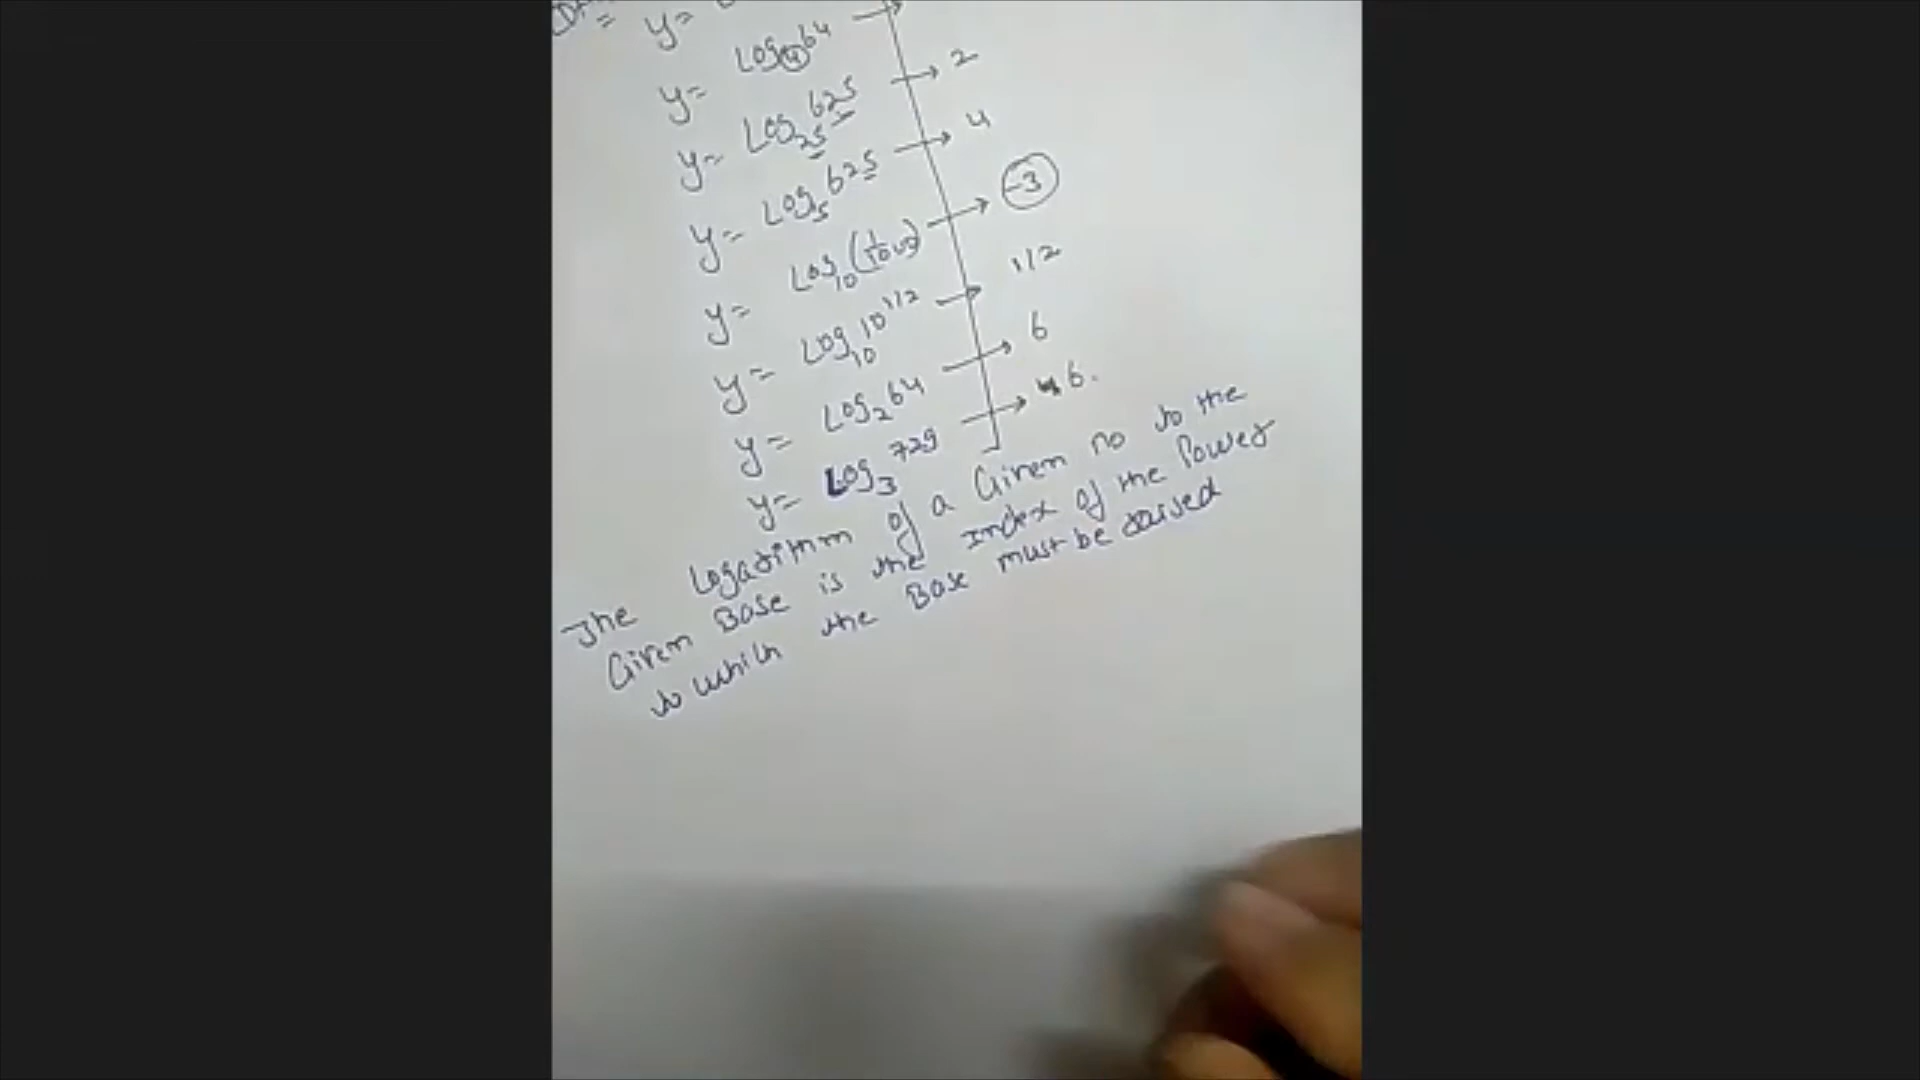 y=
y= Log4 64
y= Log25 625 → 2
y= Log5 625 → 4
y= Log10 (1/1000) → -3
y= Log10 10^1/2 → 1/2
y= Log2 64 → 6
y= Log3 729 → 6.
The Logarithm of a Given no to the
Given Base is the Index of the Power
to which the Base must be raised